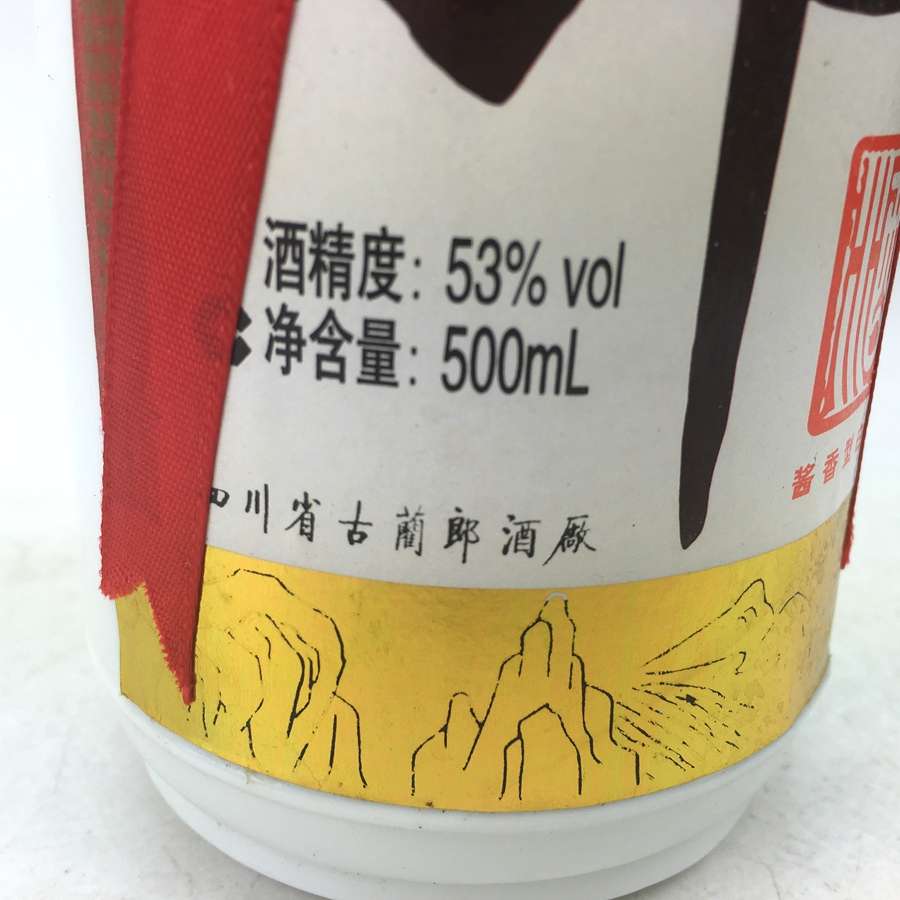 酒精度: 53% vol
净含量: 500mL
四川省古蔺郎酒厰
酱香型